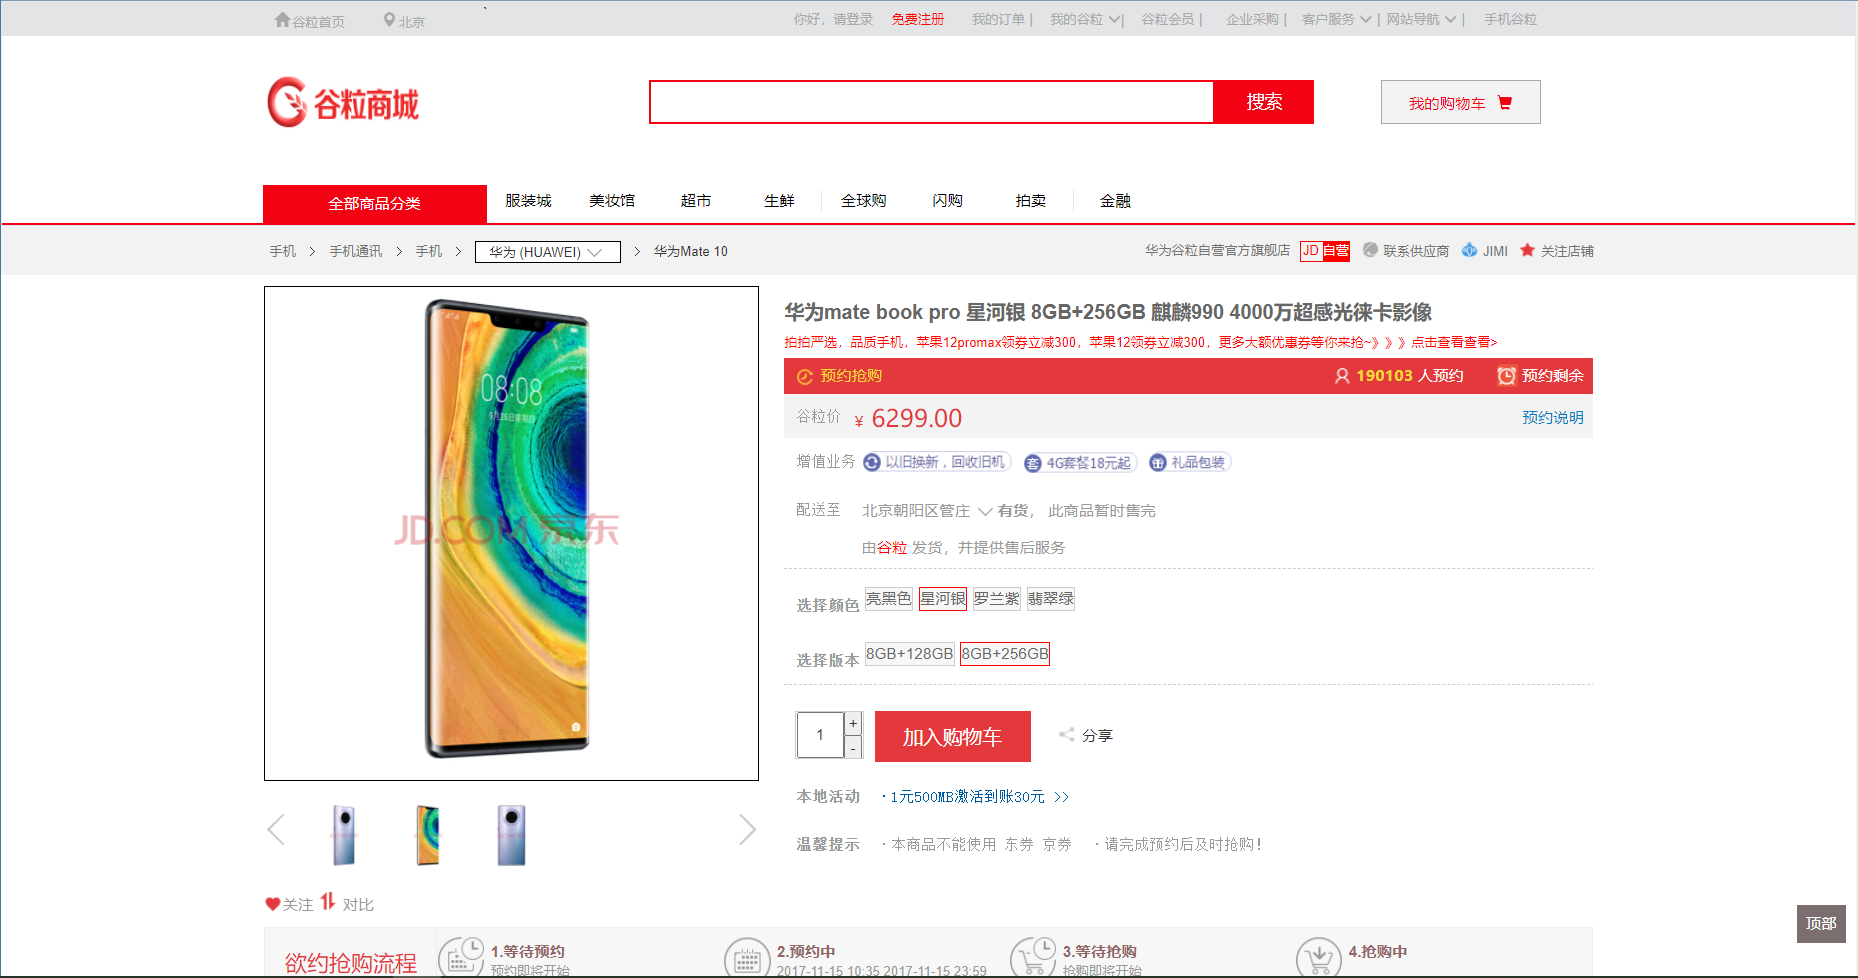 谷粒首页 北京 ` 你好，请登录 免费注册 我的订单 | 我的谷粒 | 谷粒会员 | 企业采购 | 客户服务 | 网站导航 | 手机谷粒
谷粒商城 搜索 我的购物车
全部商品分类 服装城 美妆馆 超市 生鲜 全球购 闪购 拍卖 金融
手机 > 手机通讯 > 手机 > 华为 (HUAWEI) > 华为Mate 10 华为谷粒自营官方旗舰店 JD 自营 联系供应商 JIMI 关注店铺
华为mate book pro 星河银 8GB+256GB 麒麟990 4000万超感光徕卡影像
拍拍严选，品质手机，苹果12promax领券立减300，苹果12领券立减300，更多大额优惠券等你来抢~》》》点击查看查看>
预约抢购 190103 人预约 预约剩余
谷粒价 ¥ 6299.00 预约说明
增值业务 以旧换新，回收旧机 套 4G套餐18元起 礼品包装
配送至 北京朝阳区管庄 有货， 此商品暂时售完
由谷粒 发货，并提供售后服务
08:08
JD.COM 京东
选择颜色 亮黑色 星河银 罗兰紫 翡翠绿
选择版本 8GB+128GB 8GB+256GB
1 + - 加入购物车 分享
本地活动 ·1元500MB激活到账30元 >>
温馨提示 ·本商品不能使用 东券 京券 ·请完成预约后及时抢购！
关注 对比
顶部
欲约抢购流程 1.等待预约 2.预约中 3.等待抢购 4.抢购中
预约即将开始 2017-11-15 10:35 2017-11-15 23:59 抢购即将开始